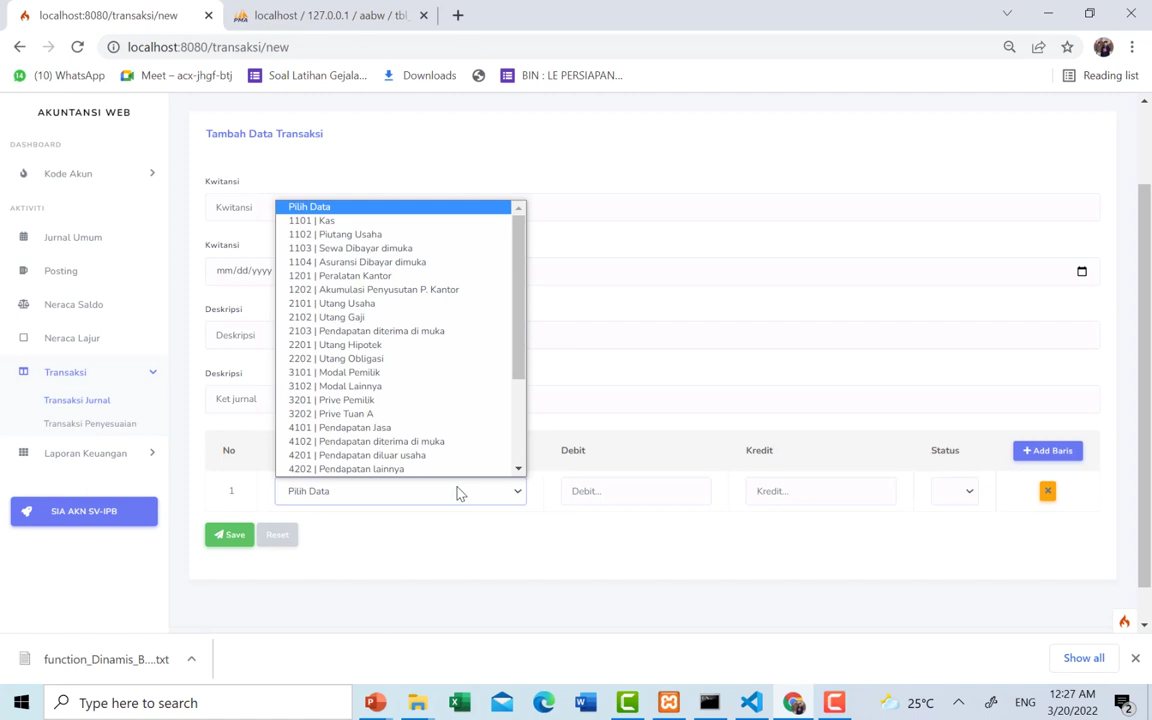 localhost:8080/transaksi/new
localhost / 127.0.0.1 / aabw / tbl_
localhost:8080/transaksi/new
(10) WhatsApp
Meet – acx-jhgf-btj
Soal Latihan Gejala...
Downloads
BIN : LE PERSIAPAN...
Reading list
AKUNTANSI WEB
DASHBOARD
Kode Akun
AKTIVITI
Jurnal Umum
Posting
Neraca Saldo
Neraca Lajur
Transaksi
Transaksi Jurnal
Transaksi Penyesuaian
Laporan Keuangan
SIA AKN SV-IPB
Tambah Data Transaksi
Kwitansi
Kwitansi
Kwitansi
mm/dd/yyyy
Deskripsi
Deskripsi
Deskripsi
Ket jurnal
Pilih Data
1101 | Kas
1102 | Piutang Usaha
1103 | Sewa Dibayar dimuka
1104 | Asuransi Dibayar dimuka
1201 | Peralatan Kantor
1202 | Akumulasi Penyusutan P. Kantor
2101 | Utang Usaha
2102 | Utang Gaji
2103 | Pendapatan diterima di muka
2201 | Utang Hipotek
2202 | Utang Obligasi
3101 | Modal Pemilik
3102 | Modal Lainnya
3201 | Prive Pemilik
3202 | Prive Tuan A
4101 | Pendapatan Jasa
4102 | Pendapatan diterima di muka
4201 | Pendapatan diluar usaha
4202 | Pendapatan lainnya
No Debit Kredit Status + Add Baris
1 Pilih Data Debit... Kredit...
Save Reset
function_Dinamis_B....txt
Show all
Type here to search
25°C
ENG
12:27 AM
3/20/2022
2